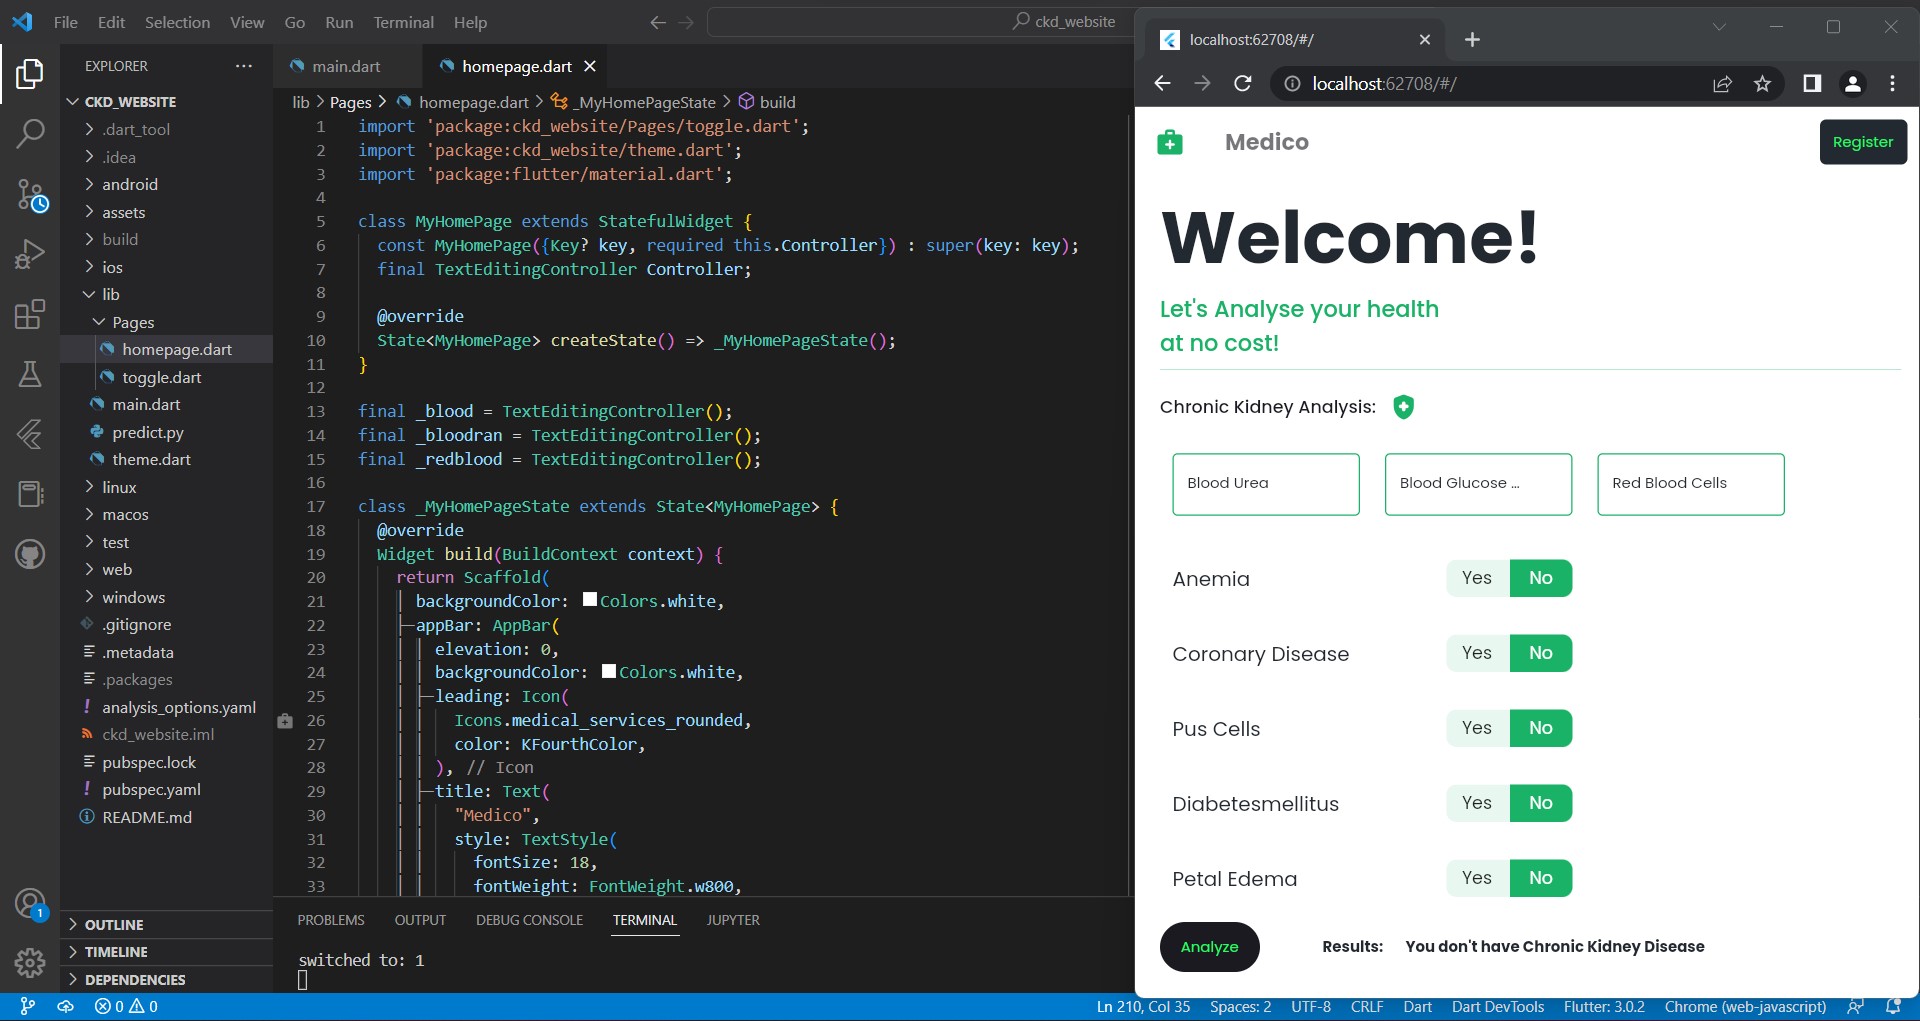 File Edit Selection View Go Run Terminal Help
ckd_website
EXPLORER
CKD_WEBSITE
.dart_tool
.idea
android
assets
build
ios
lib
Pages
homepage.dart
toggle.dart
main.dart
predict.py
theme.dart
linux
macos
test
web
windows
.gitignore
.metadata
.packages
analysis_options.yaml
ckd_website.iml
pubspec.lock
pubspec.yaml
README.md
OUTLINE
TIMELINE
DEPENDENCIES
1
main.dart homepage.dart
lib > Pages > homepage.dart > _MyHomePageState > build
1 import 'package:ckd_website/Pages/toggle.dart';
2 import 'package:ckd_website/theme.dart';
3 import 'package:flutter/material.dart';
4
5 class MyHomePage extends StatefulWidget {
6 const MyHomePage({Key? key, required this.Controller}) : super(key: key);
7 final TextEditingController Controller;
8
9 @override
10 State<MyHomePage> createState() => _MyHomePageState();
11 }
12
13 final _blood = TextEditingController();
14 final _bloodran = TextEditingController();
15 final _redblood = TextEditingController();
16
17 class _MyHomePageState extends State<MyHomePage> {
18 @override
19 Widget build(BuildContext context) {
20 return Scaffold(
21 backgroundColor: Colors.white,
22 appBar: AppBar(
23 elevation: 0,
24 backgroundColor: Colors.white,
25 leading: Icon(
26 Icons.medical_services_rounded,
27 color: KFourthColor,
28 ), // Icon
29 title: Text(
30 "Medico",
31 style: TextStyle(
32 fontSize: 18,
33 fontWeight: FontWeight.w800,
PROBLEMS OUTPUT DEBUG CONSOLE TERMINAL JUPYTER
switched to: 1
localhost:62708/#/
localhost:62708/#/
Medico
Register
Welcome!
Let's Analyse your health
at no cost!
Chronic Kidney Analysis:
Blood Urea Blood Glucose ... Red Blood Cells
Anemia Yes No
Coronary Disease Yes No
Pus Cells Yes No
Diabetesmellitus Yes No
Petal Edema Yes No
Analyze Results: You don't have Chronic Kidney Disease
0 0 Ln 210, Col 35 Spaces: 2 UTF-8 CRLF Dart Dart DevTools Flutter: 3.0.2 Chrome (web-javascript)